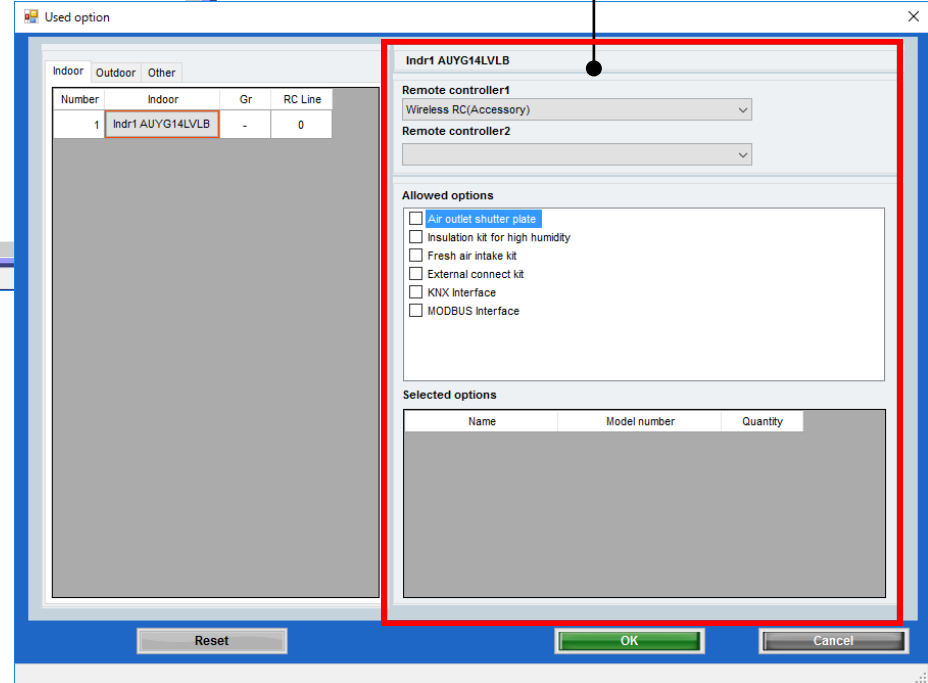 Used option
Indoor Outdoor Other
Number Indoor Gr RC Line
1 Indr1 AUYG14LVLB - 0
Indr1 AUYG14LVLB
Remote controller1
Wireless RC(Accessory)
Remote controller2
Allowed options
Air outlet shutter plate
Insulation kit for high humidity
Fresh air intake kit
External connect kit
KNX Interface
MODBUS Interface
Selected options
Name Model number Quantity
Reset OK Cancel